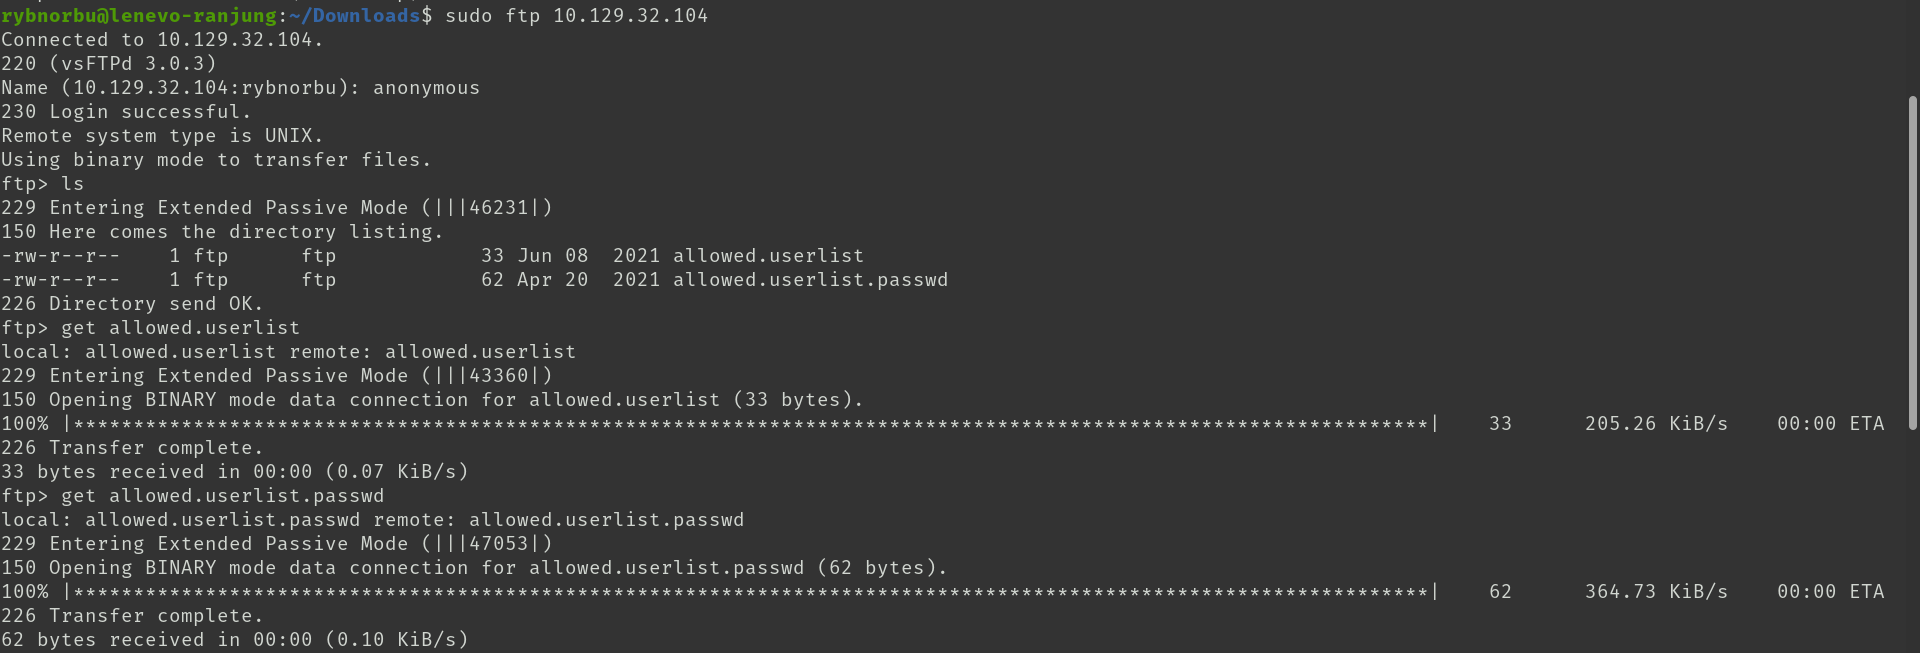 rybnorbu@lenevo-ranjung:~/Downloads$ sudo ftp 10.129.32.104
Connected to 10.129.32.104.
220 (vsFTPd 3.0.3)
Name (10.129.32.104:rybnorbu): anonymous
230 Login successful.
Remote system type is UNIX.
Using binary mode to transfer files.
ftp> ls
229 Entering Extended Passive Mode (|||46231|)
150 Here comes the directory listing.
-rw-r--r--    1 ftp      ftp            33 Jun 08  2021 allowed.userlist
-rw-r--r--    1 ftp      ftp            62 Apr 20  2021 allowed.userlist.passwd
226 Directory send OK.
ftp> get allowed.userlist
local: allowed.userlist remote: allowed.userlist
229 Entering Extended Passive Mode (|||43360|)
150 Opening BINARY mode data connection for allowed.userlist (33 bytes).
100% |*****************************************************************************************************************|    33      205.26 KiB/s    00:00 ETA
226 Transfer complete.
33 bytes received in 00:00 (0.07 KiB/s)
ftp> get allowed.userlist.passwd
local: allowed.userlist.passwd remote: allowed.userlist.passwd
229 Entering Extended Passive Mode (|||47053|)
150 Opening BINARY mode data connection for allowed.userlist.passwd (62 bytes).
100% |*****************************************************************************************************************|    62      364.73 KiB/s    00:00 ETA
226 Transfer complete.
62 bytes received in 00:00 (0.10 KiB/s)